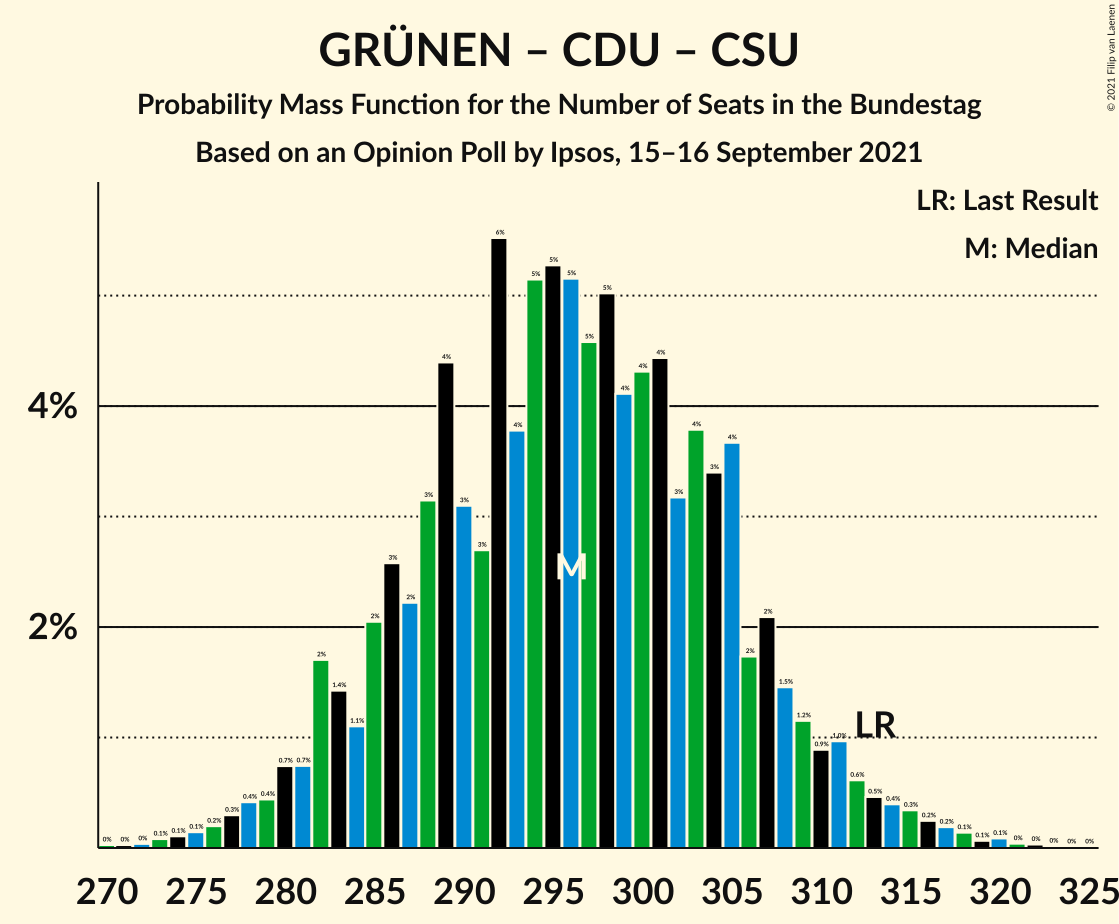 GRÜNEN – CDU – CSU
Probability Mass Function for the Number of Seats in the Bundestag
Based on an Opinion Poll by Ipsos, 15–16 September 2021
© 2021 Filip van Laenen
LR: Last Result
M: Median
4%
2%
0% 0% 0% 0.1% 0.1% 0.1% 0.2% 0.3% 0.4% 0.4% 0.7% 0.7% 2% 1.4% 1.1% 2% 3% 2% 3% 4% 3% 3% 6% 4% 5% 5% 5% 5% 5% 4% 4% 4% 3% 4% 3% 4% 2% 2% 1.5% 1.2% 0.9% 1.0% 0.6% 0.5% 0.4% 0.3% 0.2% 0.2% 0.1% 0.1% 0.1% 0% 0% 0% 0% 0%
M
LR
270 275 280 285 290 295 300 305 310 315 320 325